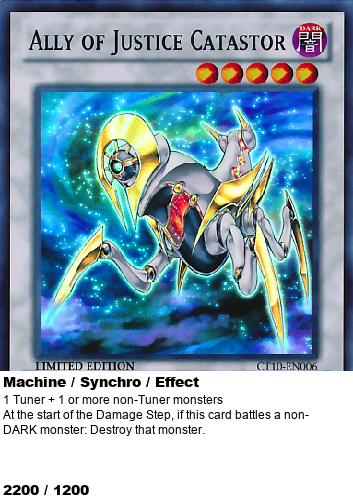 ALLY OF JUSTICE CATASTOR
DARK
闇
LIMITED EDITION
CT10-EN006
Machine / Synchro / Effect
1 Tuner + 1 or more non-Tuner monsters
At the start of the Damage Step, if this card battles a non-
DARK monster: Destroy that monster.
2200 / 1200